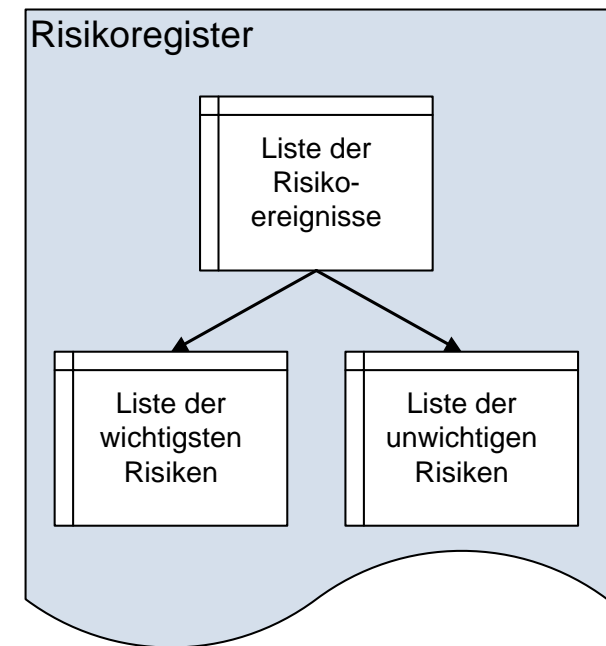 Risikoregister
Liste der
Risiko-
ereignisse
Liste der
wichtigsten
Risiken
Liste der
unwichtigen
Risiken